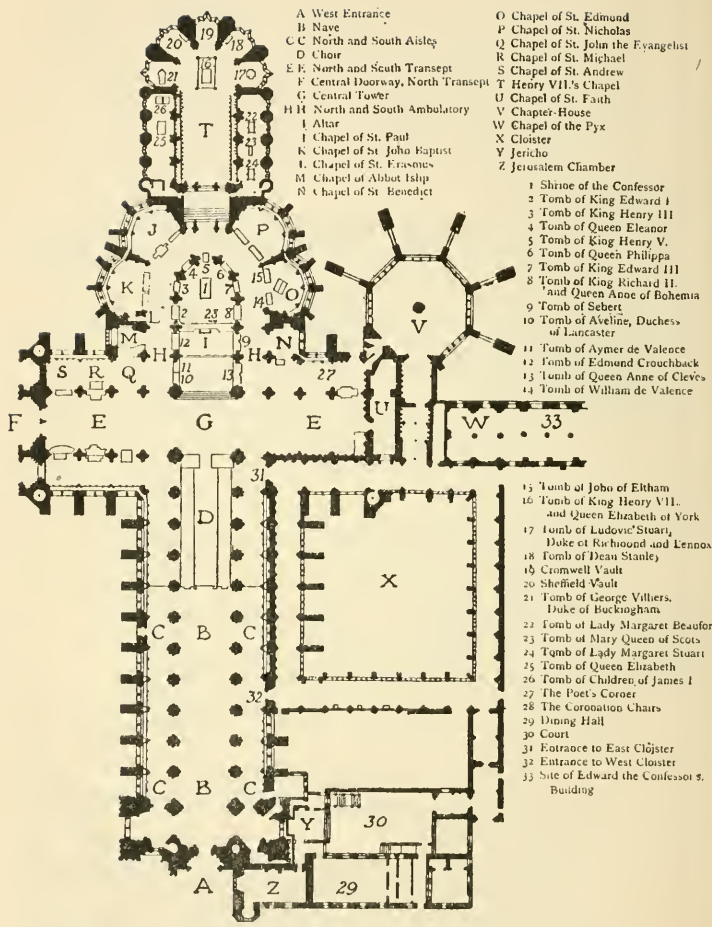 A West Entrance
B Nave
C C North and South Aisles
D Choir
E E North and South Transept
F Central Doorway, North Transept
G Central Tower
H H North and South Ambulatory
I Altar
J Chapel of St. Paul
K Chapel of St John Baptist
L Chapel of St. Erasmus
M Chapel of Abbot Islip
N Chapel of St Benedict
O Chapel of St. Edmund
P Chapel of St. Nicholas
Q Chapel of St. John the Evangelist
R Chapel of St. Michael
S Chapel of St. Andrew
T Henry VII.'s Chapel
U Chapel of St. Faith
V Chapter-House
W Chapel of the Pyx
X Cloister
Y Jericho
Z Jerusalem Chamber
1 Shrine of the Confessor
2 Tomb of King Edward I
3 Tomb of King Henry III
4 Tomb of Queen Eleanor
5 Tomb of King Henry V.
6 Tomb of Queen Philippa
7 Tomb of King Edward III
8 Tomb of King Richard II.
and Queen Anne of Bohemia
9 Tomb of Sebert
10 Tomb of Aveline, Duchess
of Lancaster
11 Tomb of Aymer de Valence
12 Tomb of Edmund Crouchback
13 Tomb of Queen Anne of Cleves
14 Tomb of William de Valence
15 Tomb of John of Eltham
16 Tomb of King Henry VII.
and Queen Elizabeth of York
17 Tomb of Ludovic Stuart,
Duke of Richmond and Lennox
18 Tomb of Dean Stanley
19 Cromwell Vault
20 Sheffield Vault
21 Tomb of George Villiers,
Duke of Buckingham
22 Tomb of Lady Margaret Beaufor
23 Tomb of Mary Queen of Scots
24 Tomb of Lady Margaret Stuart
25 Tomb of Queen Elizabeth
26 Tomb of Children of James I
27 The Poet's Corner
28 The Coronation Chairs
29 Dining Hall
30 Court
31 Entrance to East Cloister
32 Entrance to West Cloister
33 Site of Edward the Confessor's
Building
20 19 18
16
21 17
26 T 22
25 23
24
J P
5
4 6
K 3 1 7 15 O
14
L 2 23 8
M 12 I 9 N V
S R Q H H 27
11
10 13
U W 33
F E G E
31
D
X
C B C
32
C B C
Y 30
A Z 29